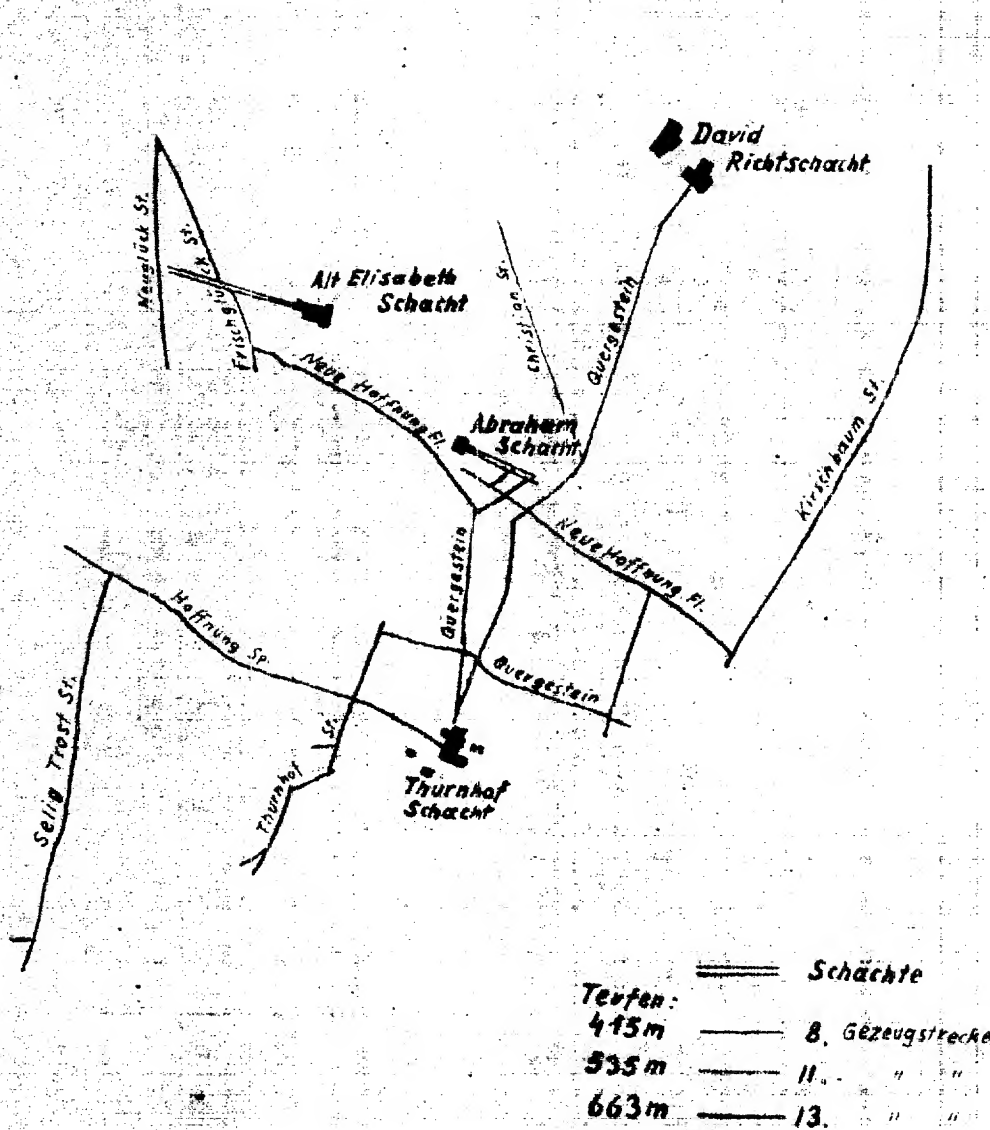 David
Richtschacht
Neuglück St.
Frischglück St.
Alt Elisabeth
Schacht
Christian St.
Quergestein
Neue Hoffnung Fl.
Abraham
Schacht
Kirschbaum St.
Quergestein
Neue Hoffnung Fl.
Hoffnung Sp.
Quergestein
Selig Trost St.
Thurnhof St.
Thurnhof
Schacht
Schächte
Teufen:
415m 8. Gezeugstrecke
535m 11. " "
663m 13. " "